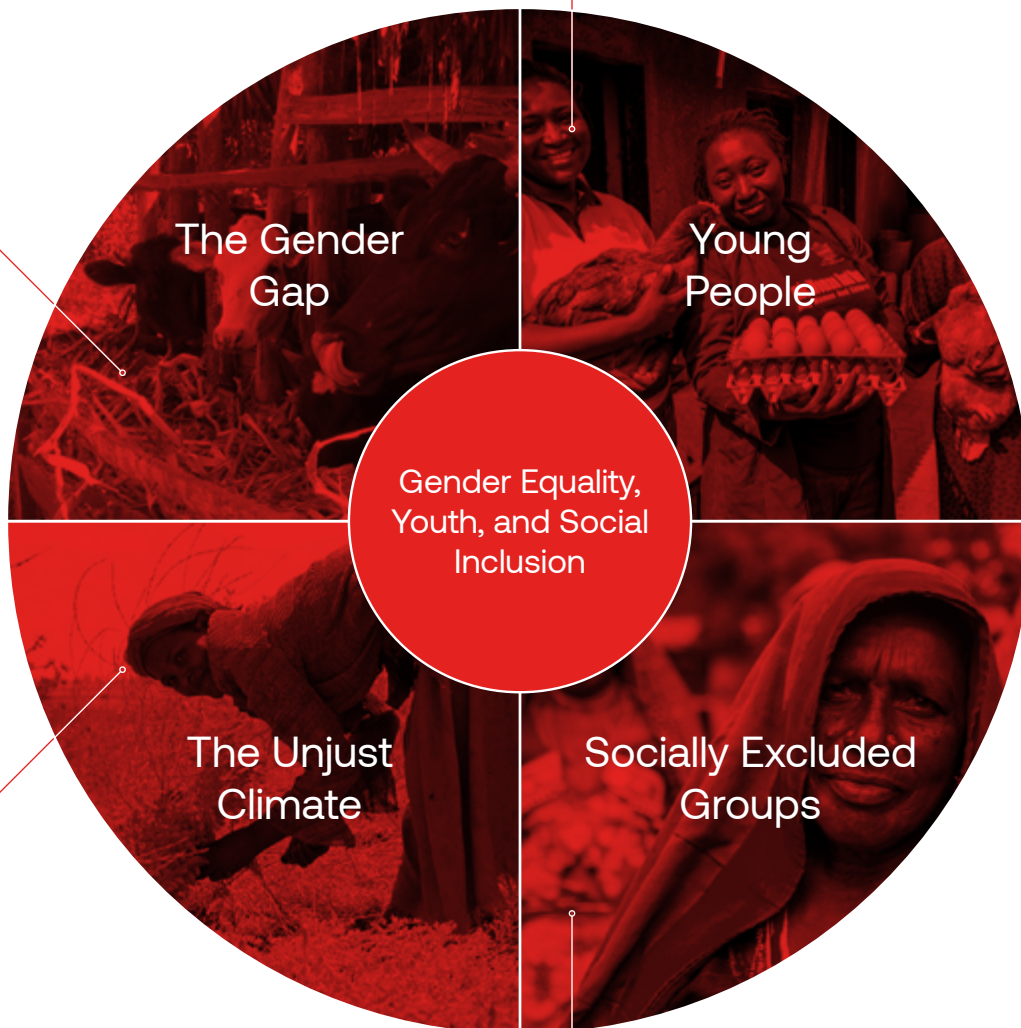 The Gender
Gap
Young
People
Gender Equality,
Youth, and Social
Inclusion
The Unjust
Climate
Socially Excluded
Groups